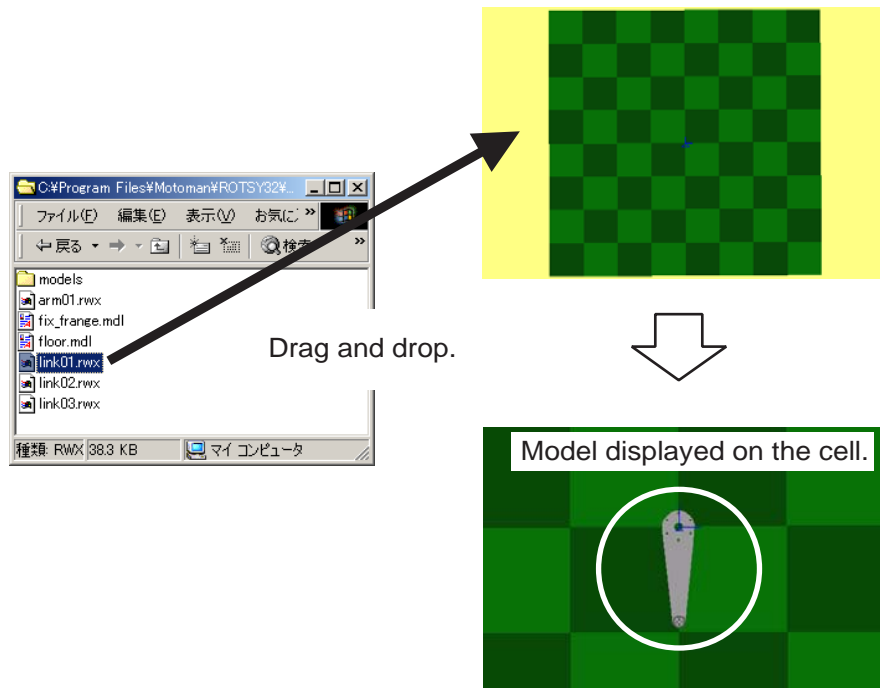 C:¥Program Files¥Motoman¥ROTSY32¥...
ファイル(F) 編集(E) 表示(V) お気に »
戻る 検索 »
models
arm01.rwx
fix_frange.mdl
floor.mdl
link01.rwx
link02.rwx
link03.rwx
種類: RWX 38.3 KB マイ コンピュータ
Drag and drop.
Model displayed on the cell.